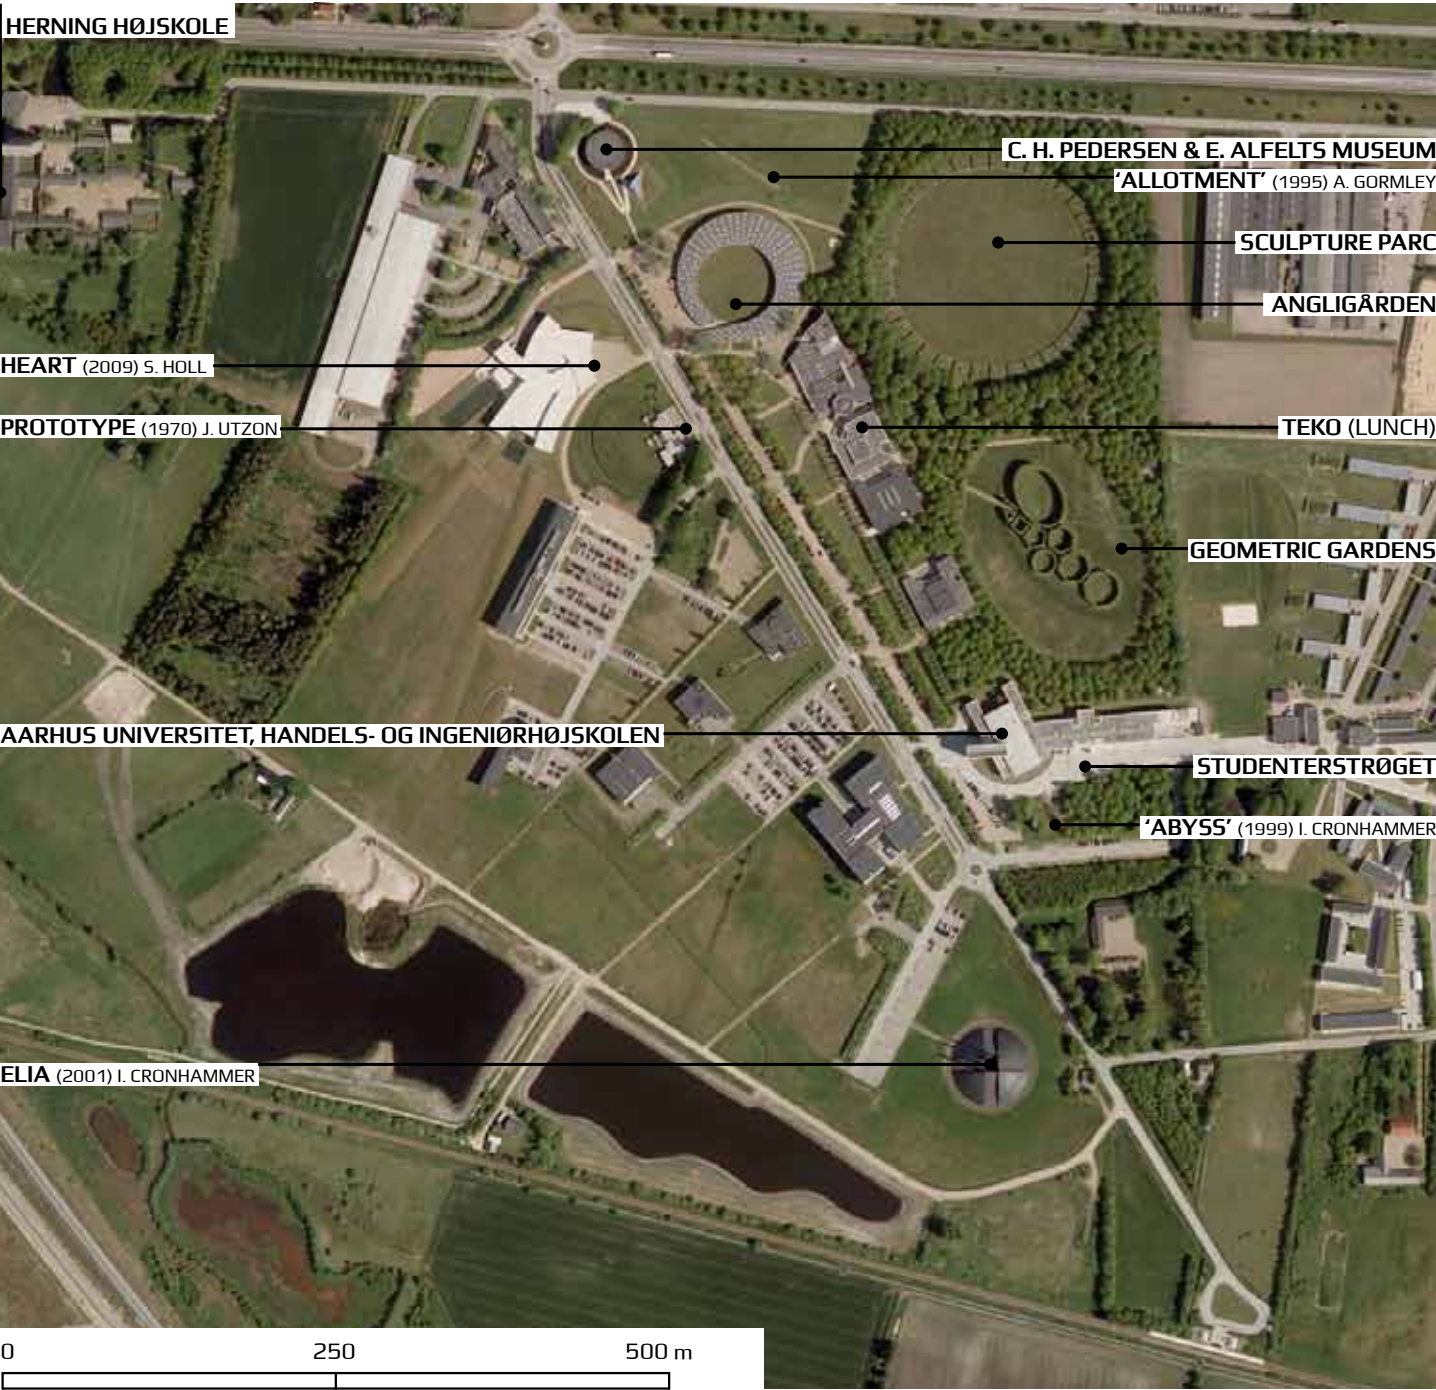 HERNING HØJSKOLE
C. H. PEDERSEN & E. ALFELTS MUSEUM
'ALLOTMENT' (1995) A. GORMLEY
SCULPTURE PARC
ANGLIGÅRDEN
HEART (2009) S. HOLL
PROTOTYPE (1970) J. UTZON
TEKO (LUNCH)
GEOMETRIC GARDENS
AARHUS UNIVERSITET, HANDELS- OG INGENIØRHØJSKOLEN
STUDENTERSTRØGET
'ABYSS' (1999) I. CRONHAMMER
ELIA (2001) I. CRONHAMMER
0 250 500 m